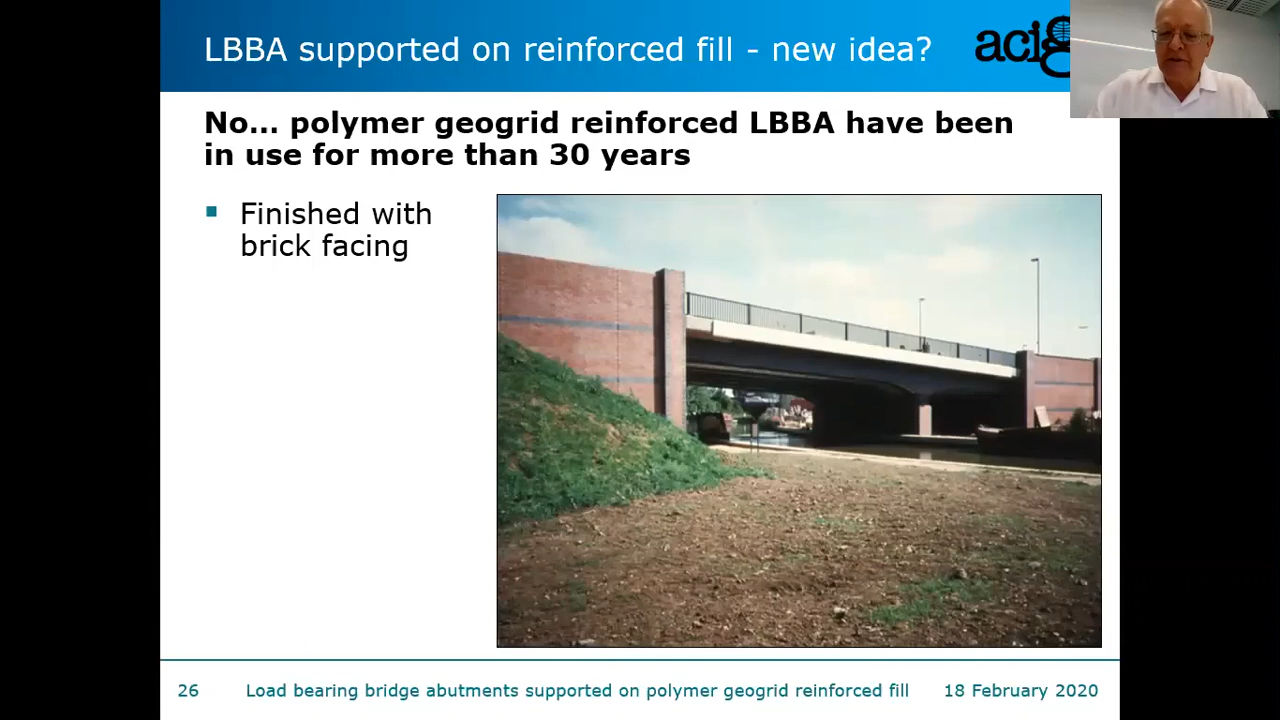 LBBA supported on reinforced fill - new idea?
acig
No... polymer geogrid reinforced LBBA have been
in use for more than 30 years
Finished with
brick facing
26 Load bearing bridge abutments supported on polymer geogrid reinforced fill 18 February 2020